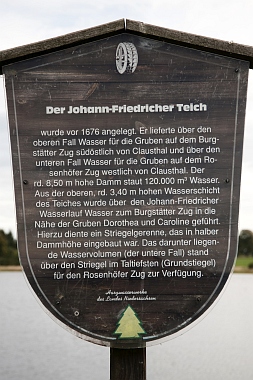 Der Johann-Friedricher Teich
wurde vor 1676 angelegt. Er lieferte über den
oberen Fall Wasser für die Gruben auf dem Burg-
stätter Zug südöstlich von Clausthal und über den
unteren Fall Wasser für die Gruben auf dem Ro-
senhöfer Zug westlich von Clausthal. Der
rd. 8,50 m hohe Damm staut 120.000 m³ Wasser.
Aus der oberen, rd. 3,40 m hohen Wasserschicht
des Teiches wurde über den Johann-Friedricher
Wasserlauf Wasser zum Burgstätter Zug in die
Nähe der Gruben Dorothea und Caroline geführt.
Hierzu diente ein Striegelgerenne, das in halber
Dammhöhe eingebaut war. Das darunter liegen-
de Wasservolumen (der untere Fall) stand
über den Striegel im Taltiefsten (Grundstriegel)
für den Rosenhöfer Zug zur Verfügung.
Harzwasserwerke
des Landes Niedersachsen